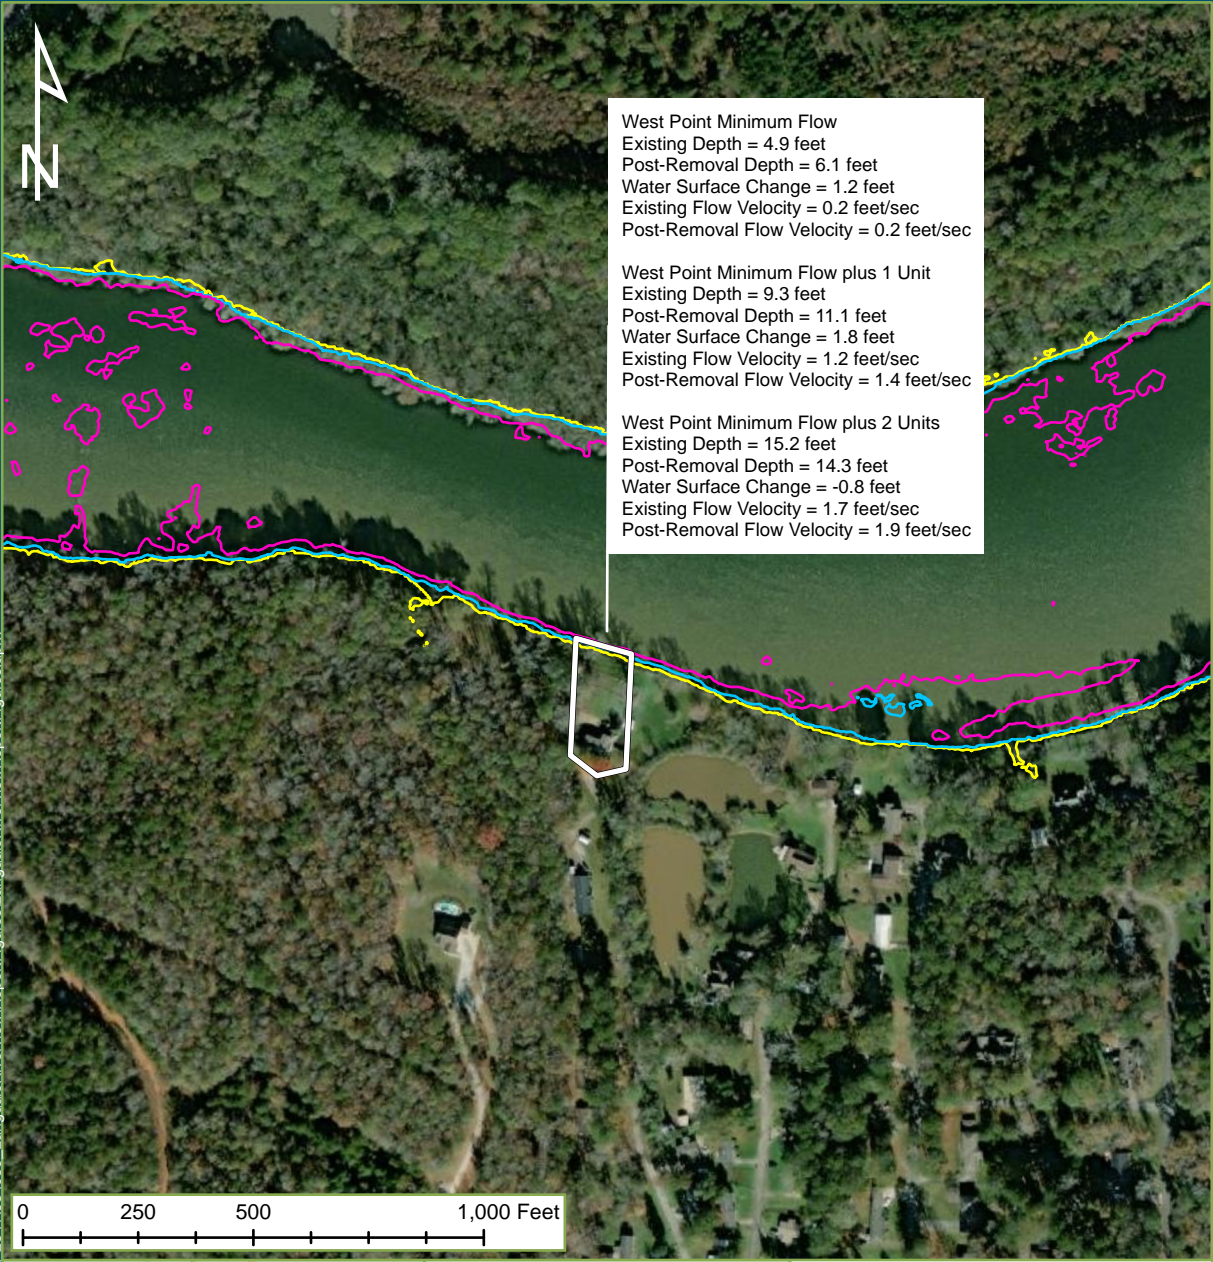 N
West Point Minimum Flow
Existing Depth = 4.9 feet
Post-Removal Depth = 6.1 feet
Water Surface Change = 1.2 feet
Existing Flow Velocity = 0.2 feet/sec
Post-Removal Flow Velocity = 0.2 feet/sec
West Point Minimum Flow plus 1 Unit
Existing Depth = 9.3 feet
Post-Removal Depth = 11.1 feet
Water Surface Change = 1.8 feet
Existing Flow Velocity = 1.2 feet/sec
Post-Removal Flow Velocity = 1.4 feet/sec
West Point Minimum Flow plus 2 Units
Existing Depth = 15.2 feet
Post-Removal Depth = 14.3 feet
Water Surface Change = -0.8 feet
Existing Flow Velocity = 1.7 feet/sec
Post-Removal Flow Velocity = 1.9 feet/sec
0 250 500 1,000 Feet